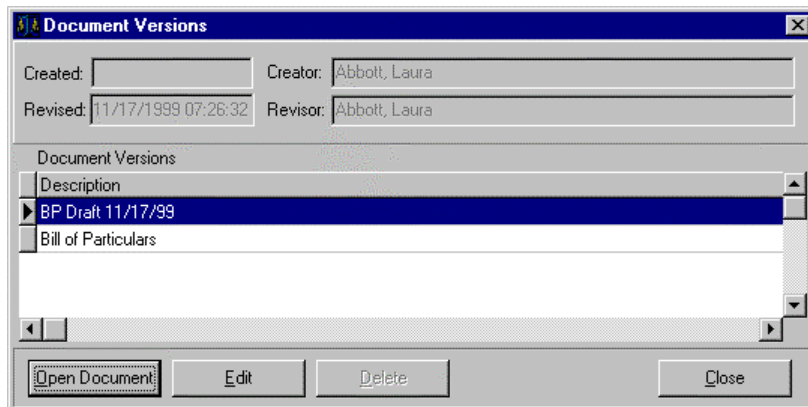 Document Versions
Created: Creator: Abbott, Laura
Revised: 11/17/1999 07:26:32 Revisor: Abbott, Laura
Document Versions
Description
BP Draft 11/17/99
Bill of Particulars
Open Document Edit Delete Close